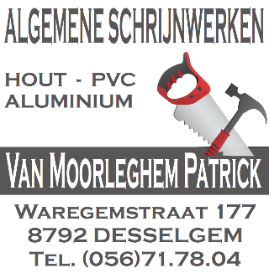 ALGEMENE SCHRIJNWERKEN
HOUT - PVC
ALUMINIUM
VAN MOORLEGHEM PATRICK
WAREGEMSTRAAT 177
8792 DESSELGEM
TEL. (056)71.78.04